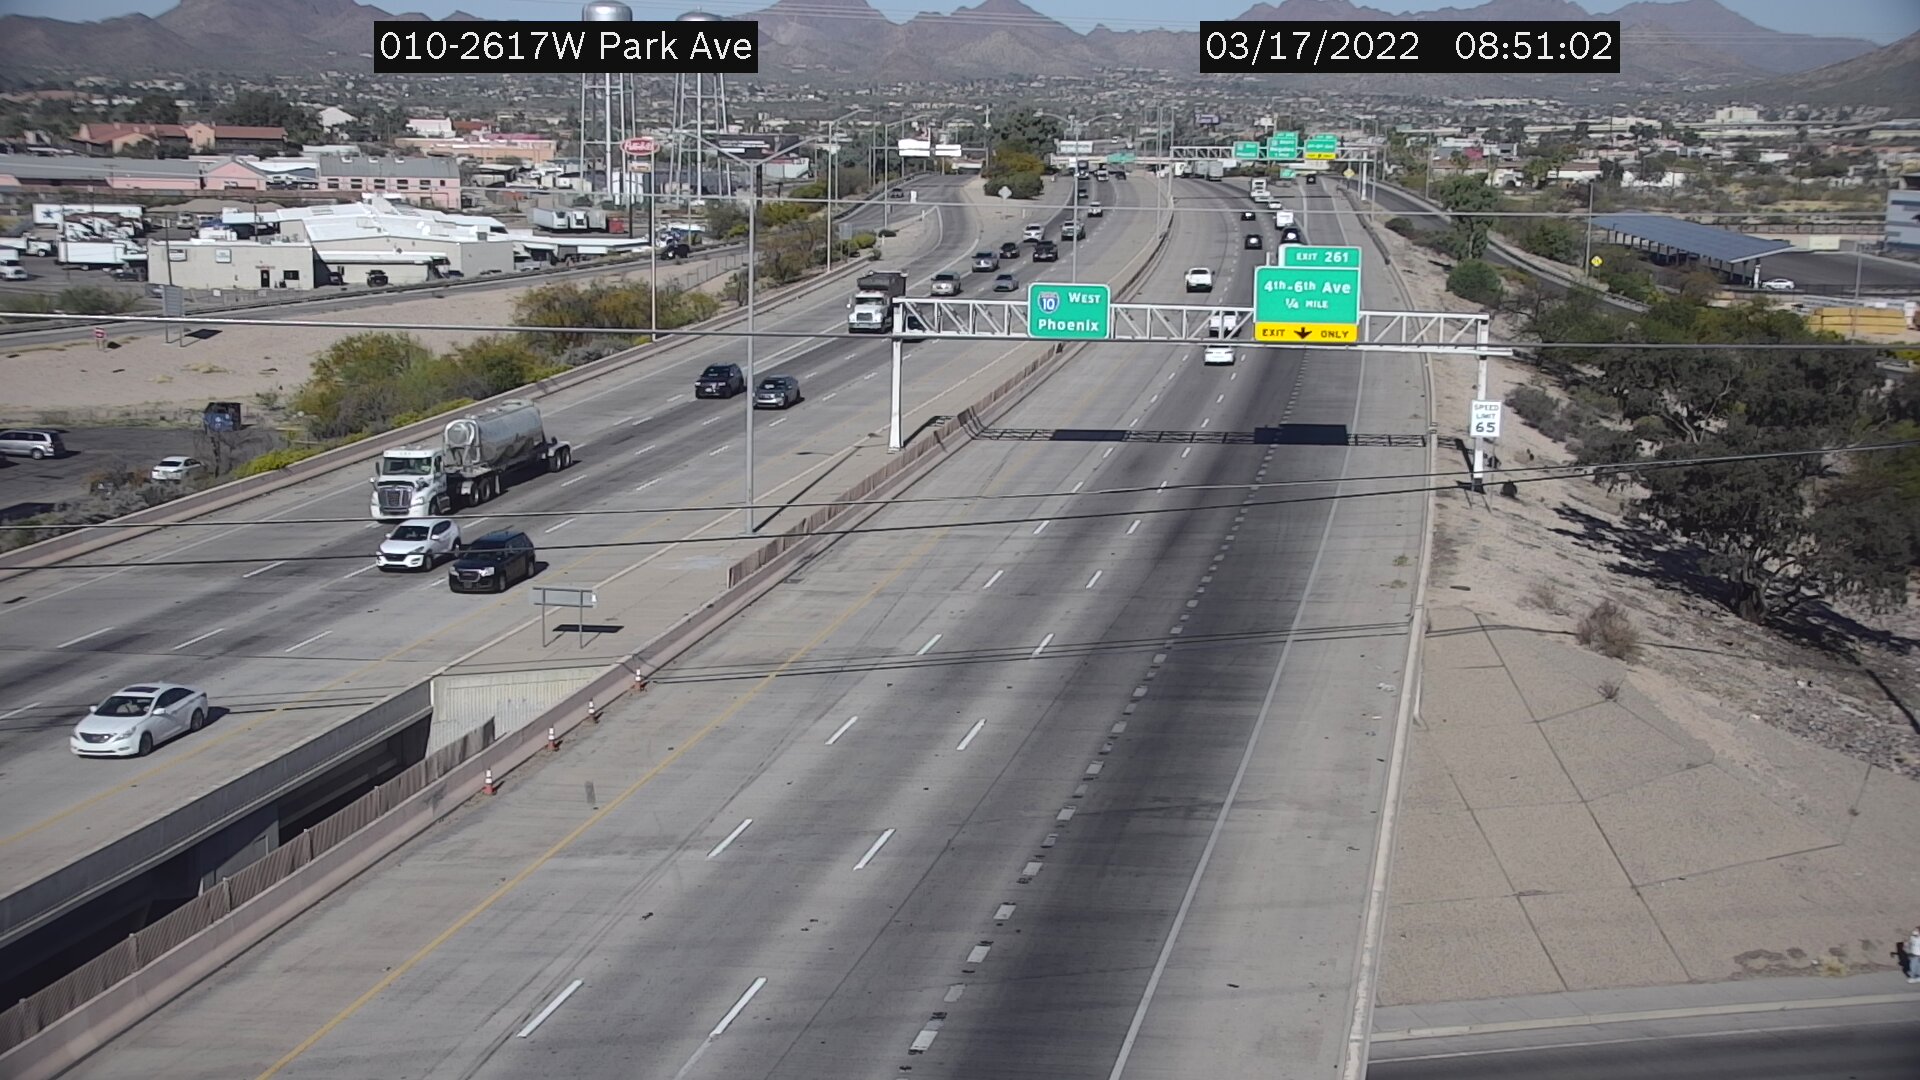 010-2617W Park Ave
03/17/2022 08:51:02
EXIT 261
4th-6th Ave
1/4 MILE
EXIT ONLY
10 WEST
Phoenix
SPEED
LIMIT
65